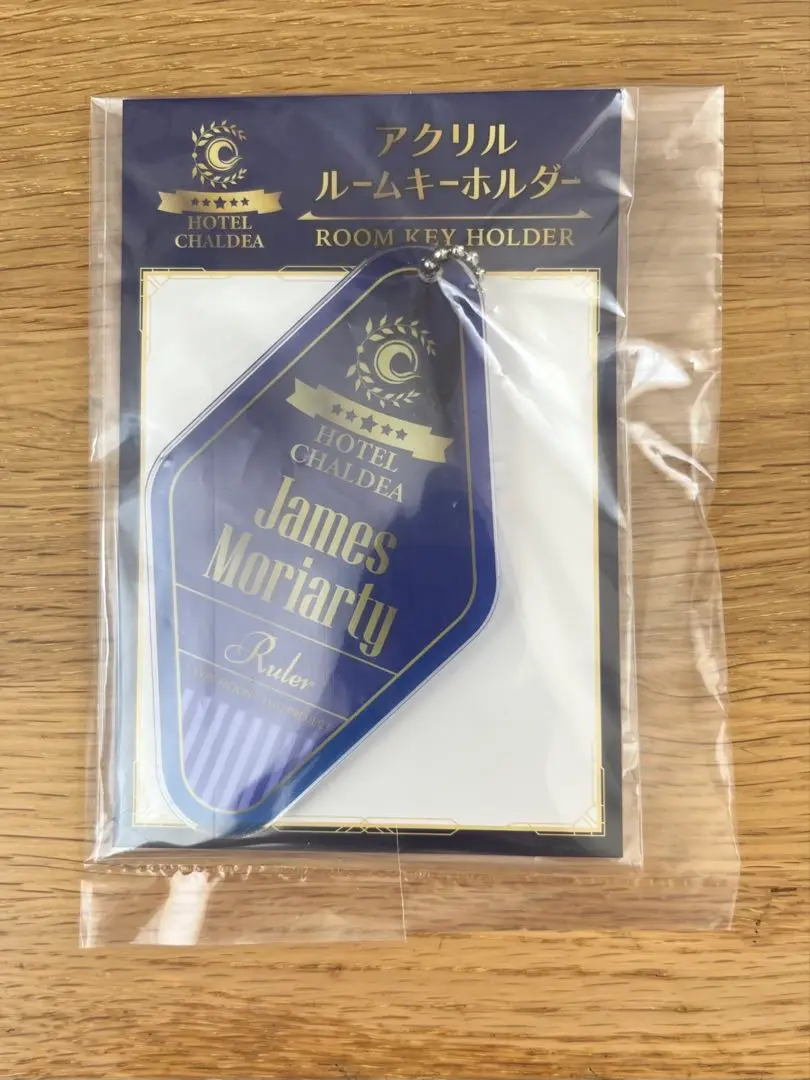 HOTEL
CHALDEA
アクリル
ルームキーホルダー
ROOM KEY HOLDER
HOTEL
CHALDEA
James
Moriarty
Ruler